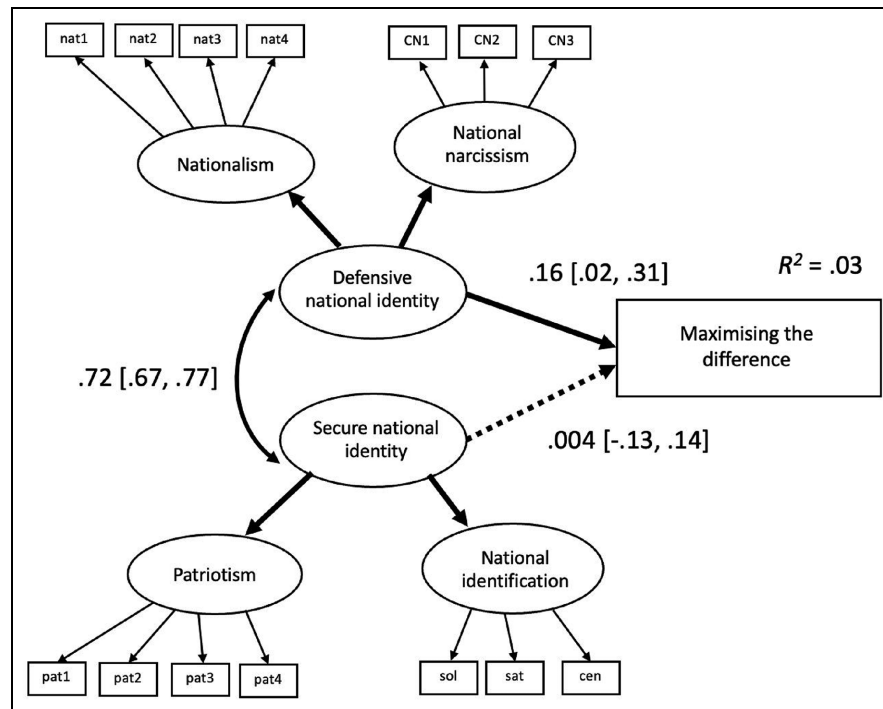 nat1
nat2
nat3
nat4
CN1
CN2
CN3
Nationalism
National
narcissism
Defensive
national identity
.16 [.02, .31]
R² = .03
Maximising the
difference
.72 [.67, .77]
Secure national
identity
.004 [-.13, .14]
Patriotism
National
identification
pat1
pat2
pat3
pat4
sol
sat
cen